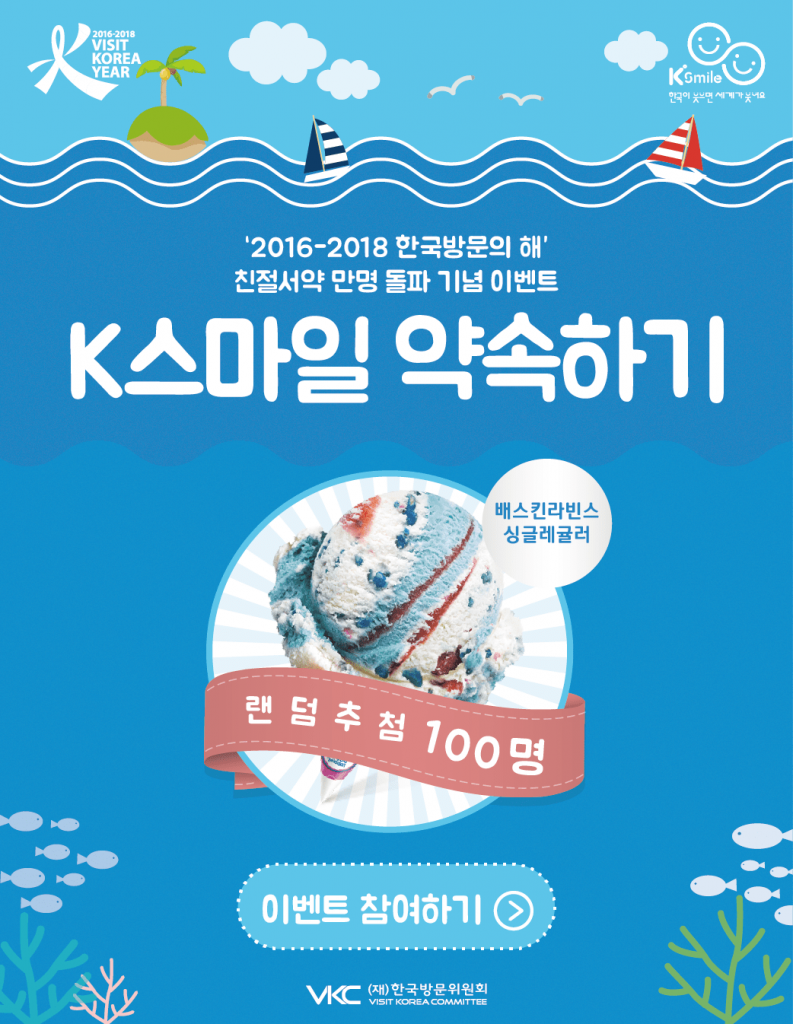 2016-2018
VISIT
KOREA
YEAR
K Smile
한국이 웃으면 세계가 웃어요
‘2016-2018 한국방문의 해’
친절서약 만명 돌파 기념 이벤트
K스마일 약속하기
배스킨라빈스
싱글레귤러
랜덤추첨 100명
이벤트 참여하기
VKC (재)한국방문위원회
VISIT KOREA COMMITTEE